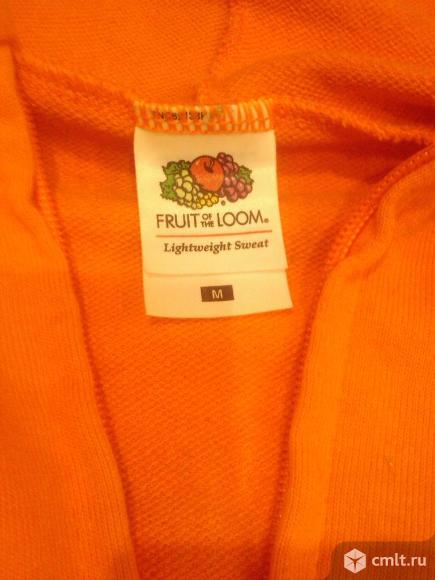 FRUIT OF THE LOOM®
Lightweight Sweat
M
cmlt.ru